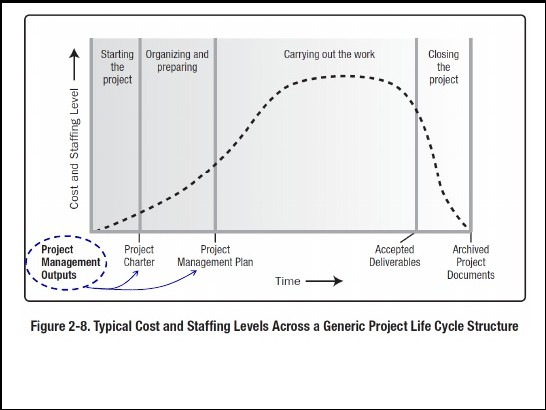 Starting
the
project
Organizing and
preparing
Carrying out the work
Closing
the
project
Cost and Staffing Level
Project
Management
Outputs
Project
Charter
Project
Management Plan
Accepted
Deliverables
Archived
Project
Documents
Time
Figure 2-8. Typical Cost and Staffing Levels Across a Generic Project Life Cycle Structure